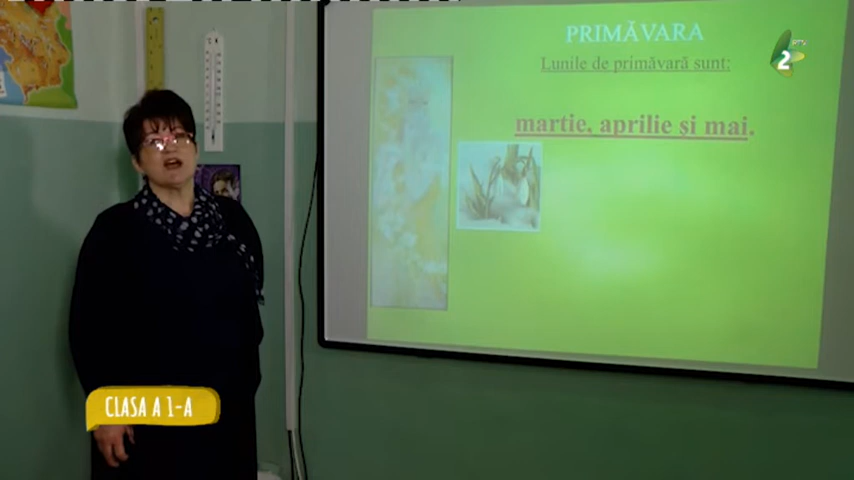 PRIMĂVARA
Lunile de primăvară sunt:
martie, aprilie și mai.
2
CLASA A 1-A